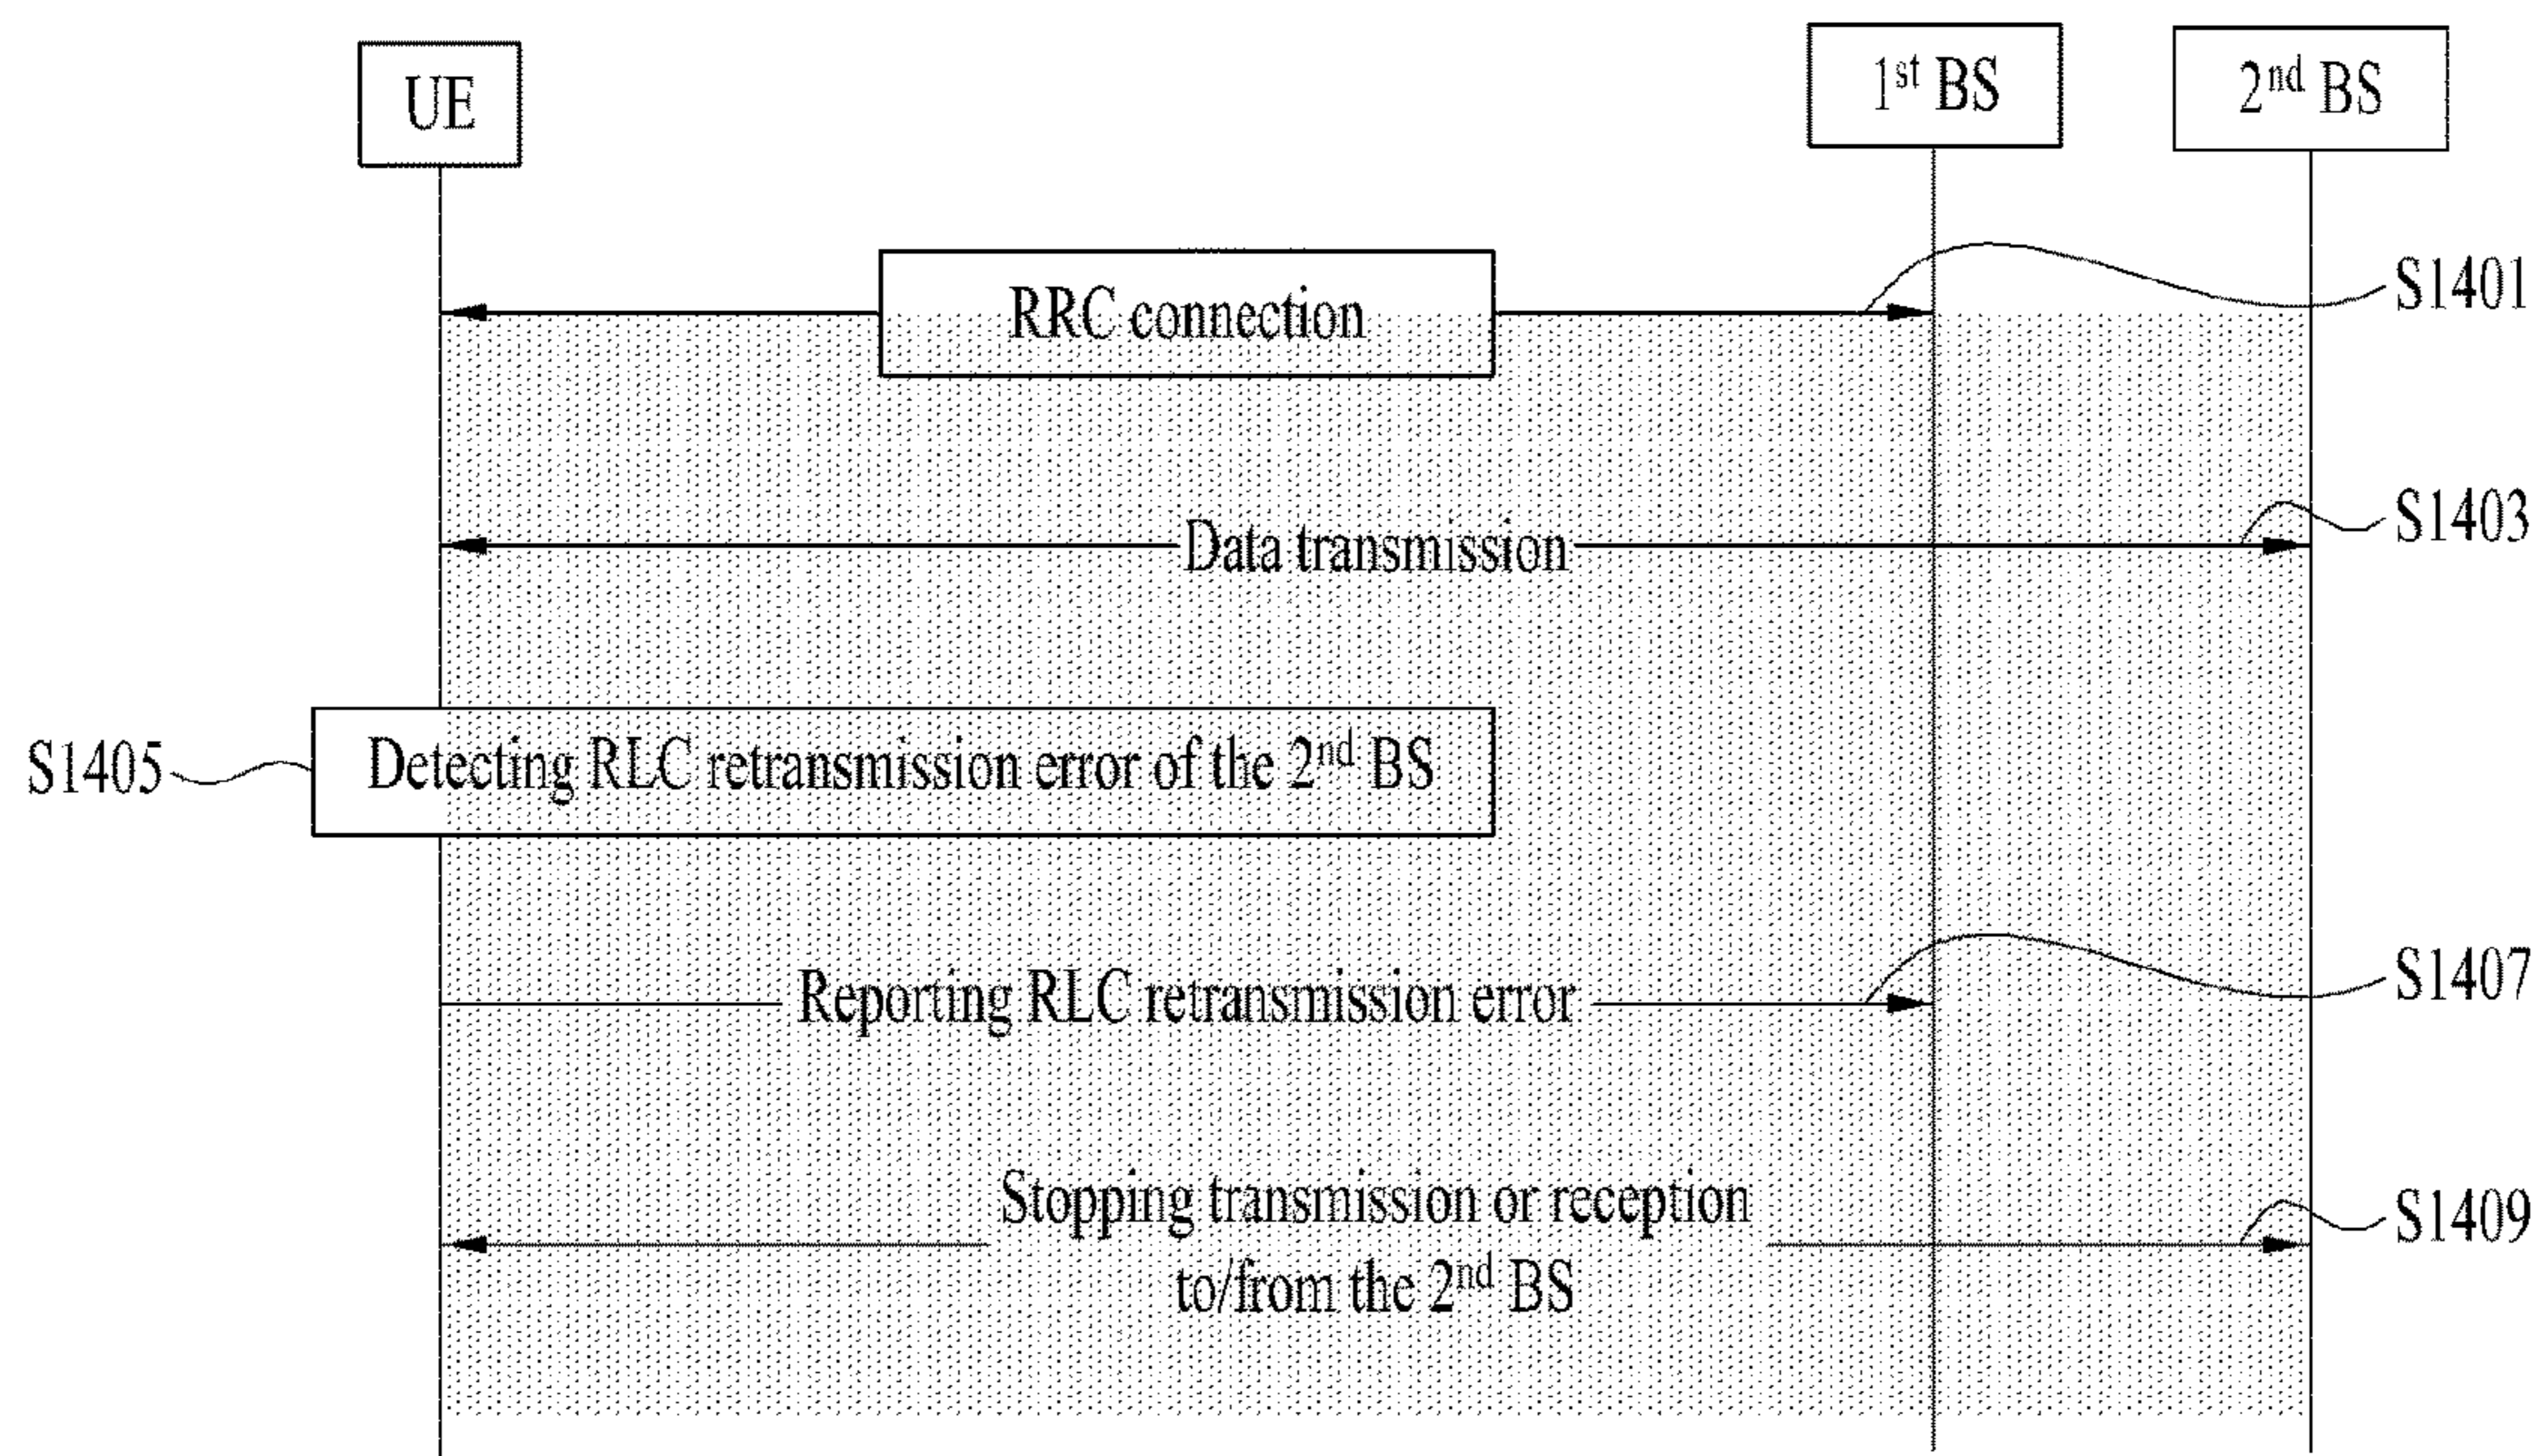 UE
1st BS
2nd BS
RRC connection
S1401
Data transmission
S1403
S1405
Detecting RLC retransmission error of the 2nd BS
Reporting RLC retransmission error
S1407
Stopping transmission or reception
to/from the 2nd BS
S1409